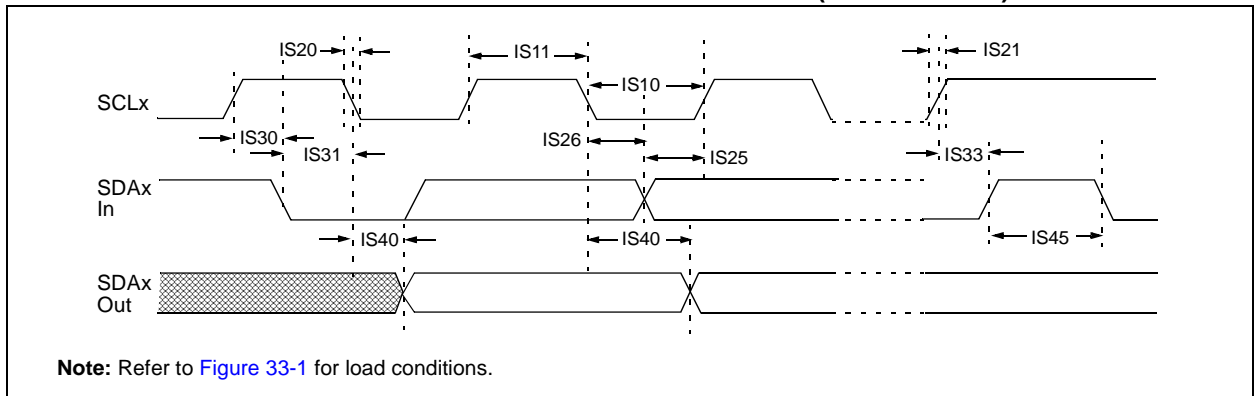 IS20
IS11
IS21
IS10
SCLx
IS30
IS26
IS31
IS25
IS33
SDAx
In
IS40
IS40
IS45
SDAx
Out
Note: Refer to Figure 33-1 for load conditions.